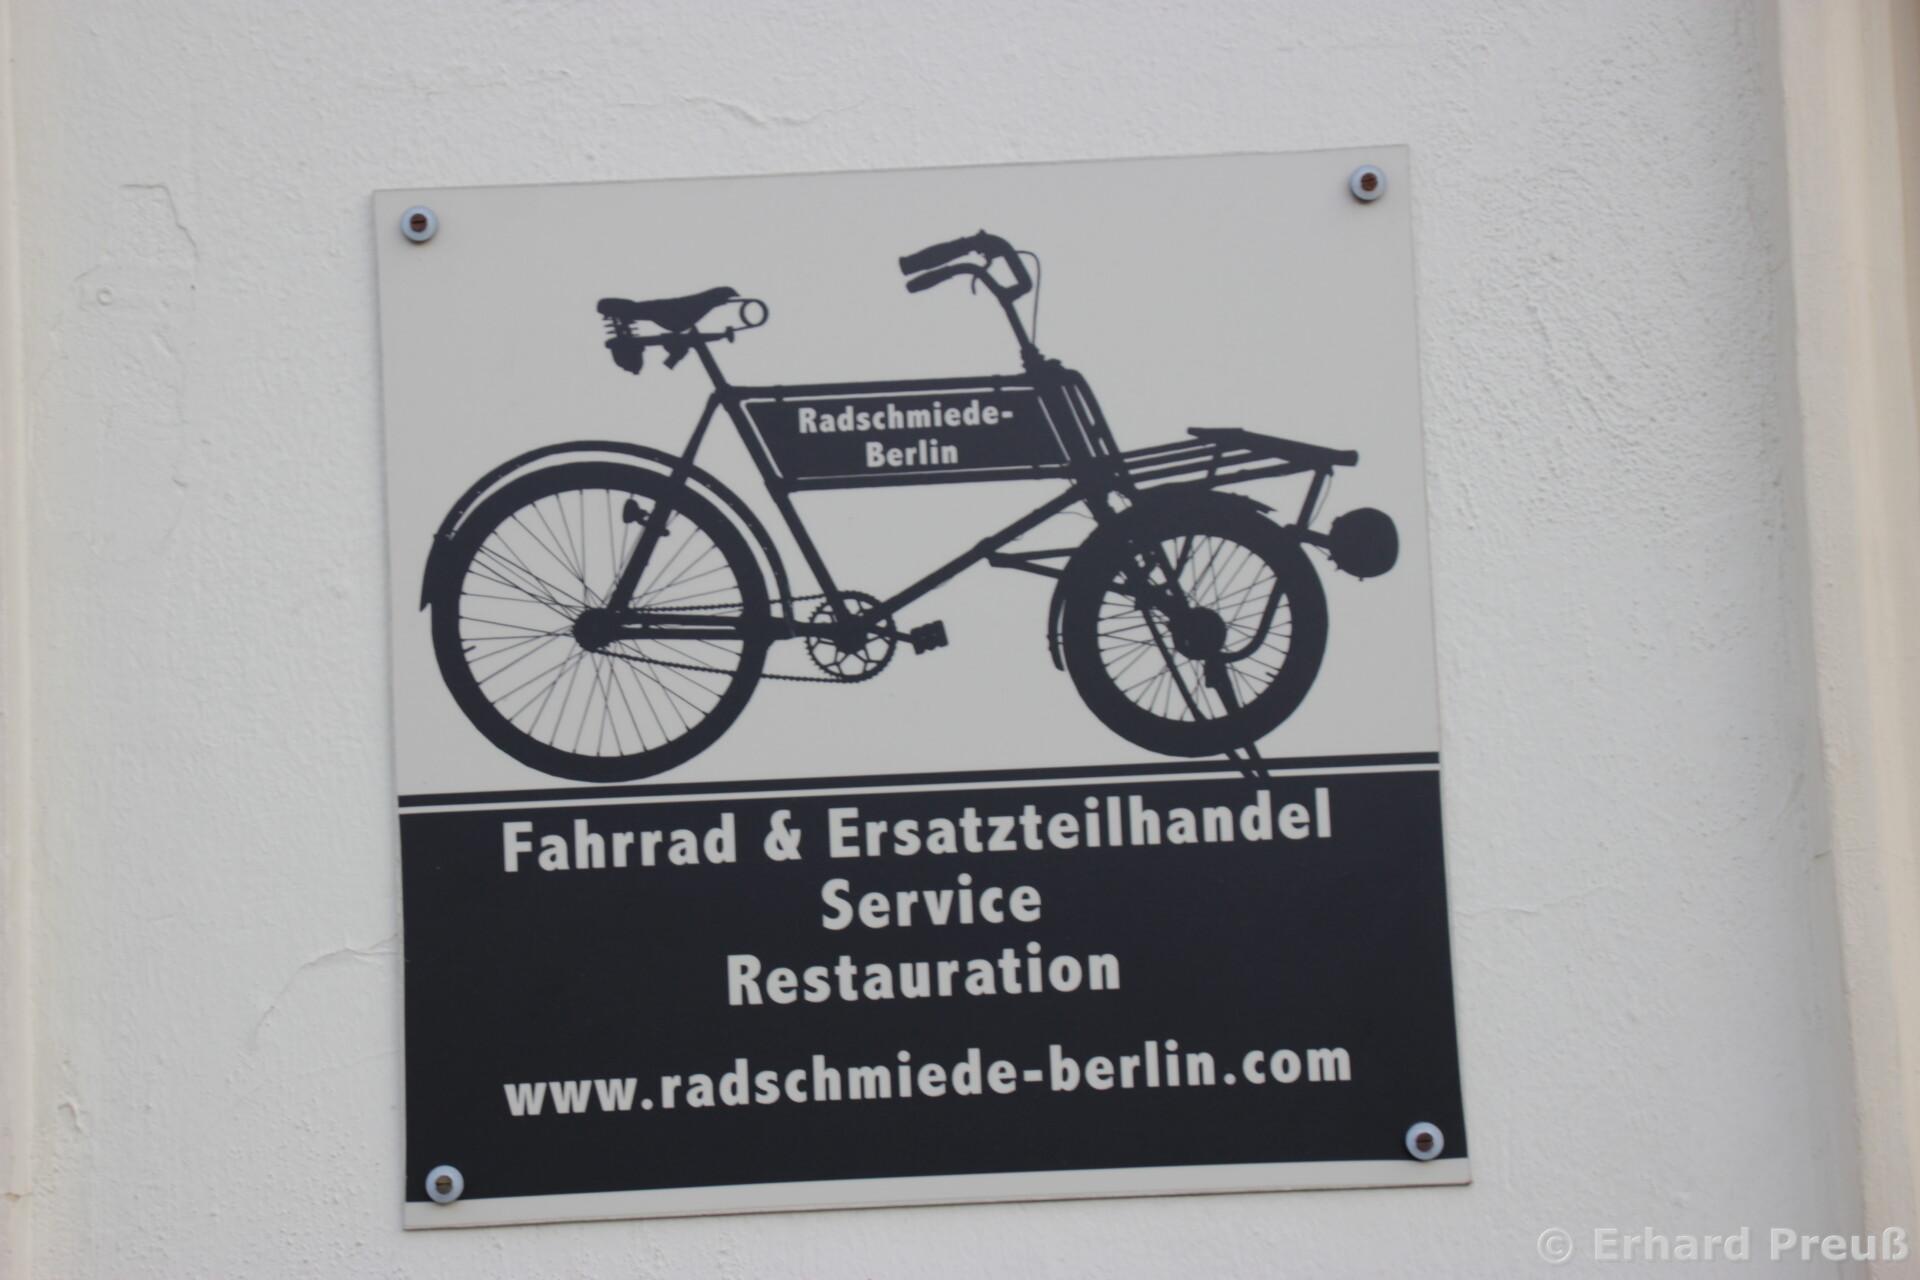 Radschmiede-
Berlin
Fahrrad & Ersatzteilhandel
Service
Restauration
www.radschmiede-berlin.com
© Erhard Preuß